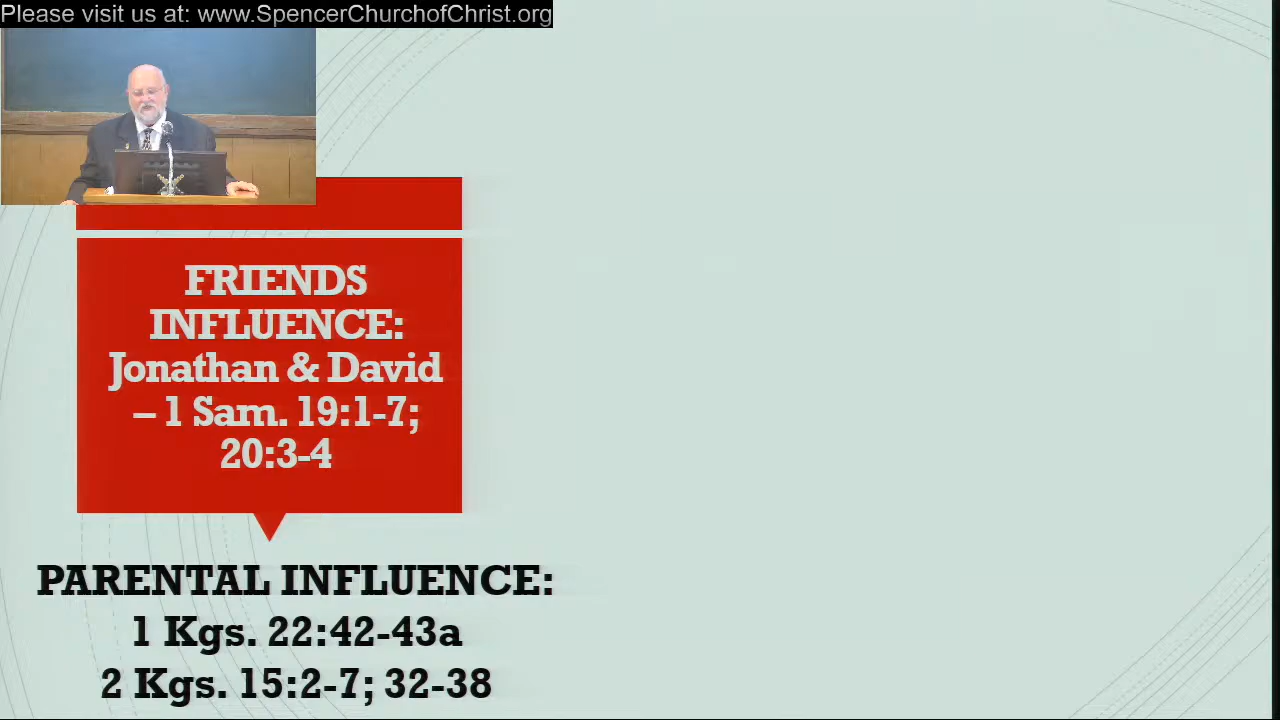 Please visit us at: www.SpencerChurchofChrist.org
FRIENDS
INFLUENCE:
Jonathan & David
– 1 Sam. 19:1-7;
20:3-4
PARENTAL INFLUENCE:
1 Kgs. 22:42-43a
2 Kgs. 15:2-7; 32-38